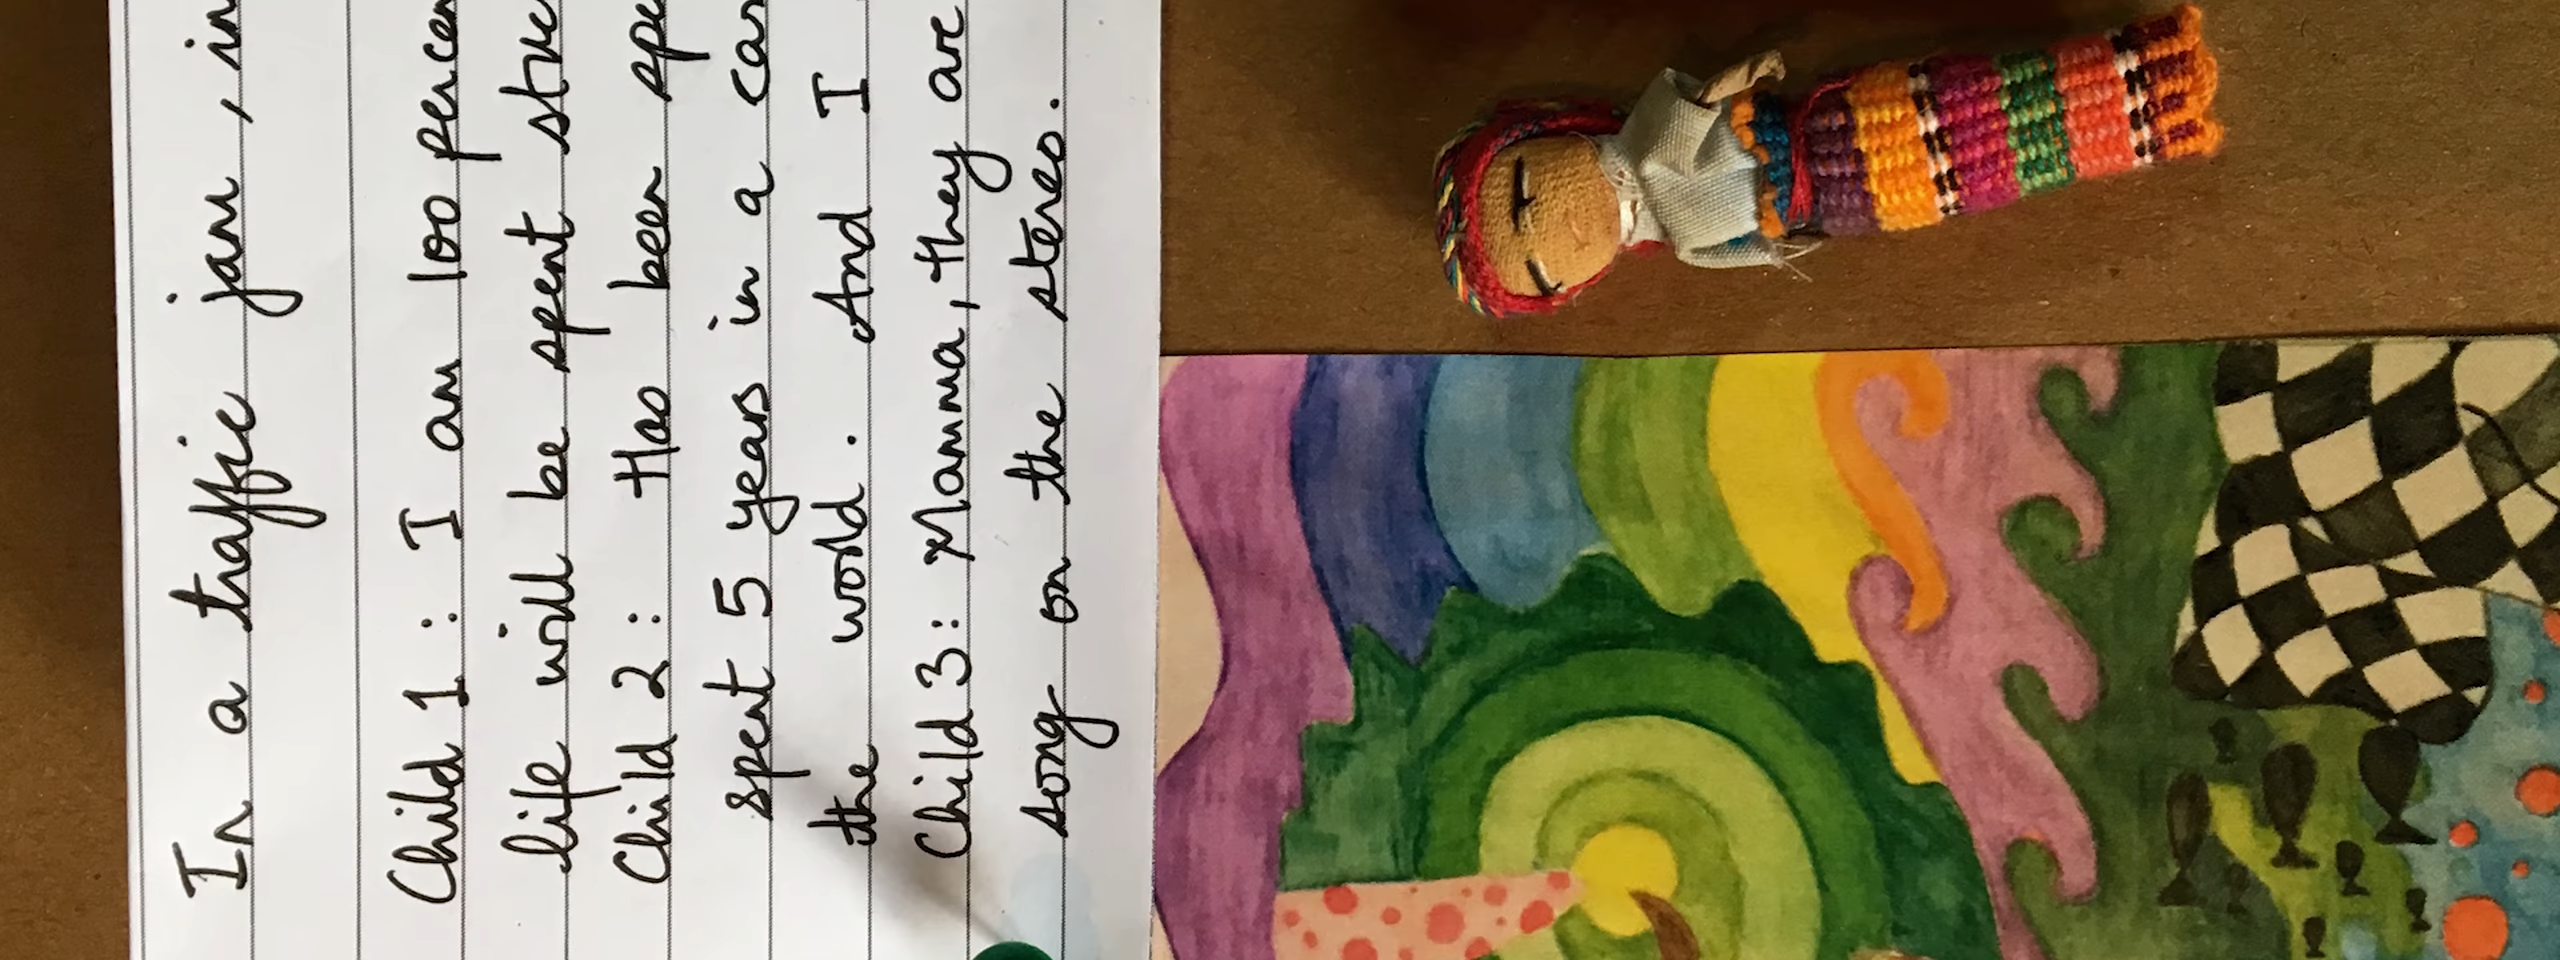 In a traffic jam, in
Child 1: I am 100 percen
life will be spent stuc
Child 2: Has been spe
spent 5 years in a car
the world. And I
Child 3: Mamma, they are
song on the stereo.